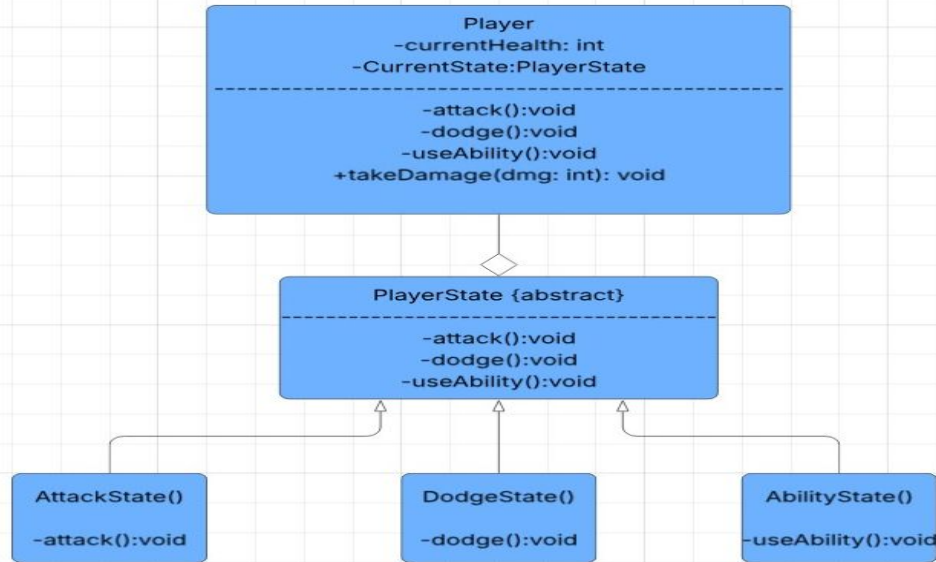 Player
-currentHealth: int
-CurrentState:PlayerState
-attack():void
-dodge():void
-useAbility():void
+takeDamage(dmg: int): void
PlayerState {abstract}
-attack():void
-dodge():void
-useAbility():void
AttackState()
-attack():void
DodgeState()
-dodge():void
AbilityState()
-useAbility():void